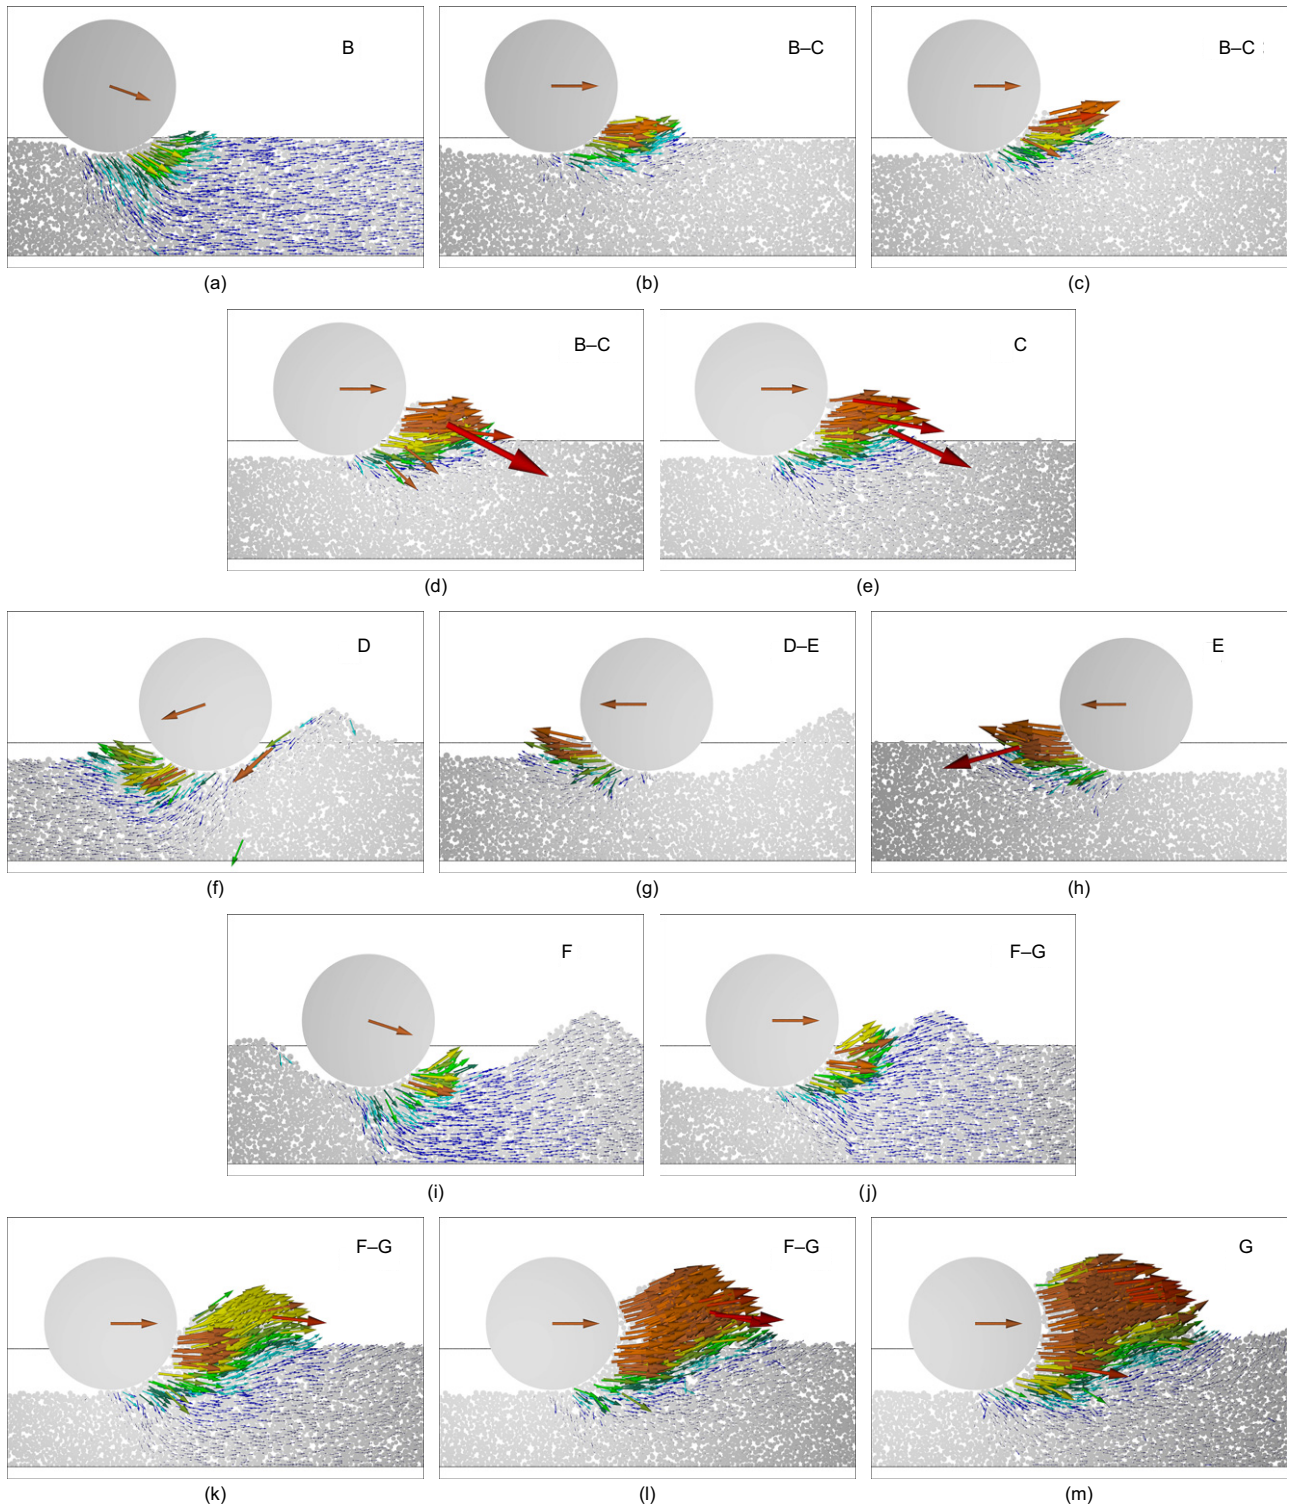 B
B–C
B–C
(a)
(b)
(c)
B–C
C
(d)
(e)
D
D–E
E
(f)
(g)
(h)
F
F–G
(i)
(j)
F–G
F–G
G
(k)
(l)
(m)